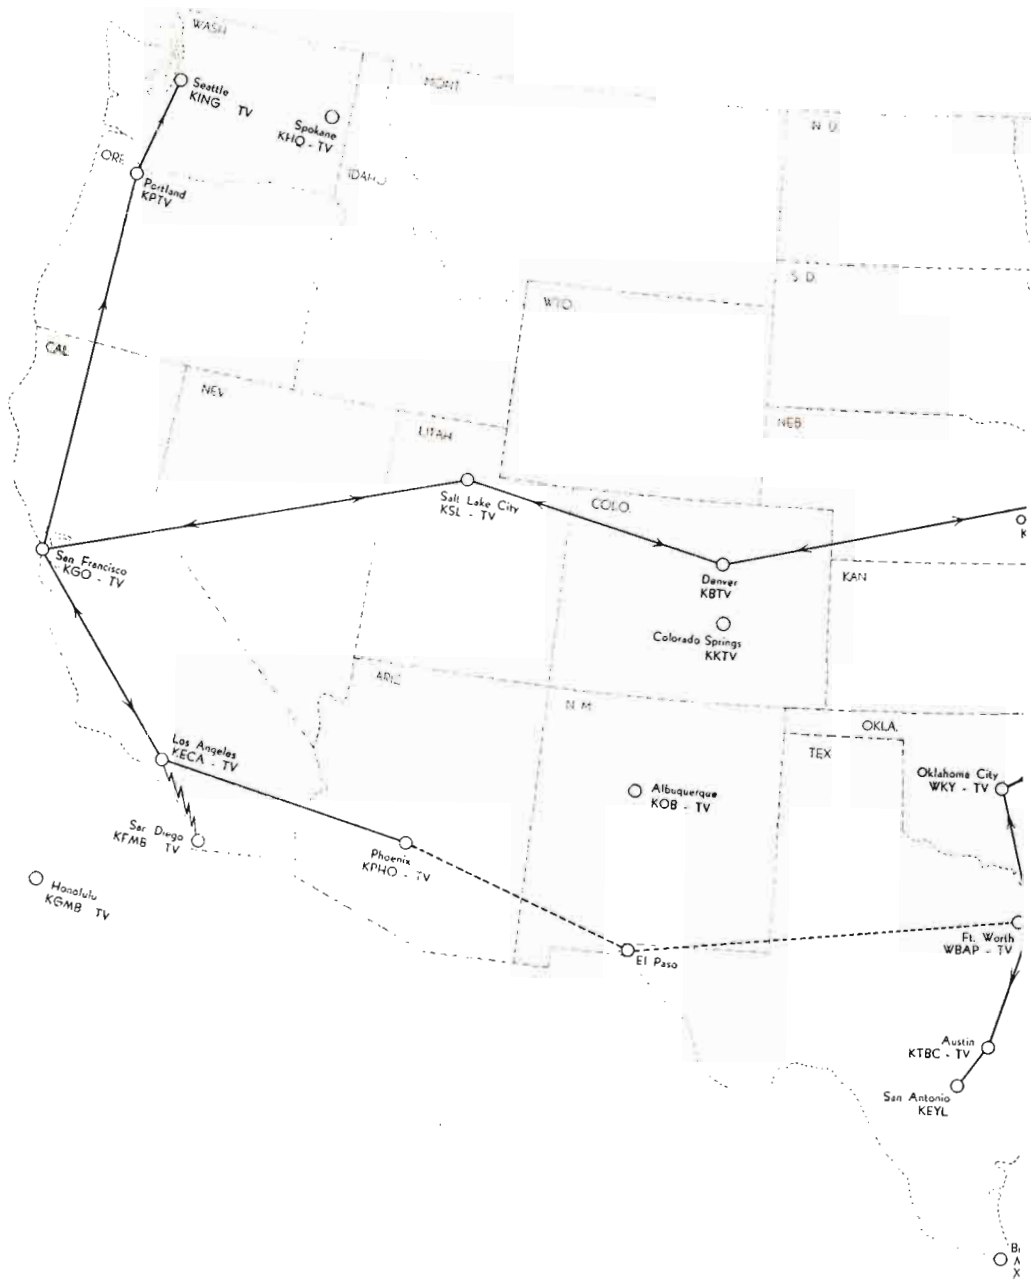 WASH
Seattle
KING TV
Spokane
KHQ - TV
MONT
N D.
ORE
IDAHO
Portland
KPTV
S D.
WYO.
CAL
NEV
UTAH
NEB
Salt Lake City
KSL - TV
COLO.
San Francisco
KGO - TV
Denver
KBTV
KAN
K
Colorado Springs
KKTV
ARIZ
N M
OKLA.
TEX
Los Angeles
KECA - TV
Oklahoma City
WKY - TV
Albuquerque
KOB - TV
San Diego
KFMB TV
Phoenix
KPHO - TV
Honolulu
KGMB TV
El Paso
Ft. Worth
WBAP - TV
Austin
KTBC - TV
San Antonio
KEYL
B
X